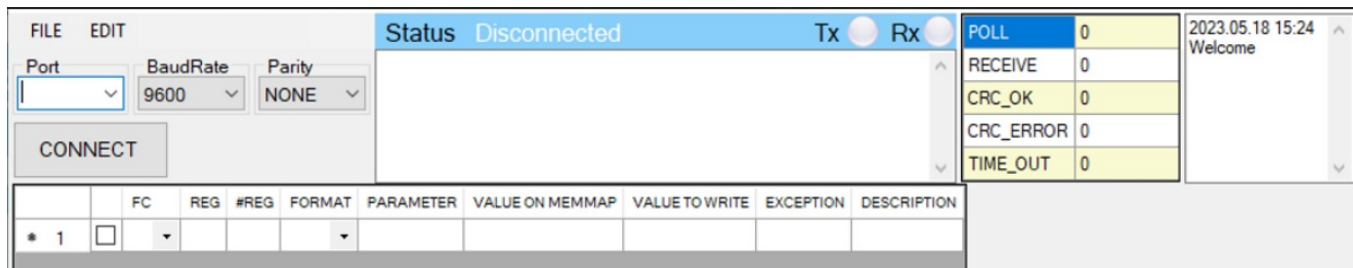 FILE EDIT
Status Disconnected Tx Rx
Port BaudRate Parity
9600 NONE
CONNECT
POLL 0
RECEIVE 0
CRC_OK 0
CRC_ERROR 0
TIME_OUT 0
2023.05.18 15:24
Welcome
FC REG #REG FORMAT PARAMETER VALUE ON MEMMAP VALUE TO WRITE EXCEPTION DESCRIPTION
* 1